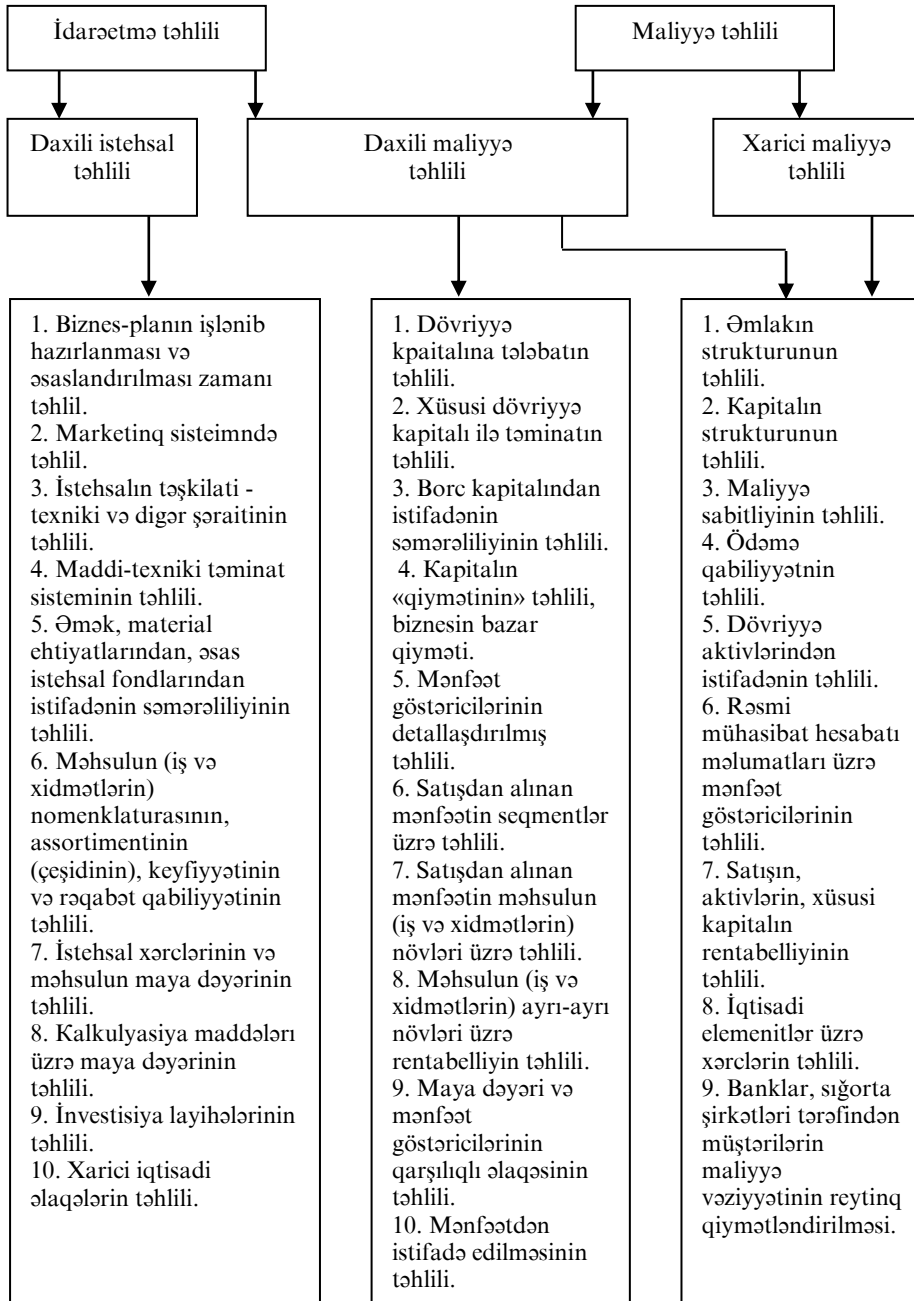 İdarəetmə təhlili
Maliyyə təhlili
Daxili istehsal
təhlili
Daxili maliyyə
təhlili
Xarici maliyyə
təhlili
1. Biznes-planın işlənib
hazırlanması və
əsaslandırılması zamanı
təhlil.
2. Marketinq sisteimndə
təhlil.
3. İstehsalın təşkilati -
texniki və digər şəraitinin
təhlili.
4. Maddi-texniki təminat
sisteminin təhlili.
5. Əmək, material
ehtiyatlarından, əsas
istehsal fondlarından
istifadənin səmərəliliyinin
təhlili.
6. Məhsulun (iş və
xidmətlərin)
nomenklaturasının,
assortimentinin
(çeşidinin), keyfiyyətinin
və rəqabət qabiliyyətinin
təhlili.
7. İstehsal xərclərinin və
məhsulun maya dəyərinin
təhlili.
8. Kalkulyasiya maddələrı
üzrə maya dəyərinin
təhlili.
9. İnvestisiya layihələrinin
təhlili.
10. Xarici iqtisadi
əlaqələrin təhlili.
1. Dövriyyə
kpaitalına tələbatın
təhlili.
2. Xüsusi dövriyyə
kapitalı ilə təminatın
təhlili.
3. Borc kapitalından
istifadənin
səmərəliliyinin təhlili.
4. Kapitalın
«qiymətinin» təhlili,
biznesin bazar
qiyməti.
5. Mənfəət
göstəricilərinin
detallaşdırılmış
təhlili.
6. Satışdan alınan
mənfəətin seqmentlər
üzrə təhlili.
7. Satışdan alınan
mənfəətin məhsulun
(iş və xidmətlərin)
növləri üzrə təhlili.
8. Məhsulun (iş və
xidmətlərin) ayrı-ayrı
növləri üzrə
rentabelliyin təhlili.
9. Maya dəyəri və
mənfəət
göstəricilərinin
qarşılıqlı əlaqəsinin
təhlili.
10. Mənfəətdən
istifadə edilməsinin
təhlili.
1. Əmlakın
strukturunun
təhlili.
2. Kapitalın
strukturunun
təhlili.
3. Maliyyə
sabitliyinin təhlili.
4. Ödəmə
qabiliyyətnin
təhlili.
5. Dövriyyə
aktivlərindən
istifadənin təhlili.
6. Rəsmi
mühasibat hesabatı
məlumatları üzrə
mənfəət
göstəricilərinin
təhlili.
7. Satışın,
aktivlərin, xüsusi
kapitalın
rentabelliyinin
təhlili.
8. İqtisadi
elemenitlər üzrə
xərclərin təhlili.
9. Banklar, sığorta
şirkətləri tərəfindən
müştərilərin
maliyyə
vəziyyətinin reytinq
qiymətləndirilməsi.